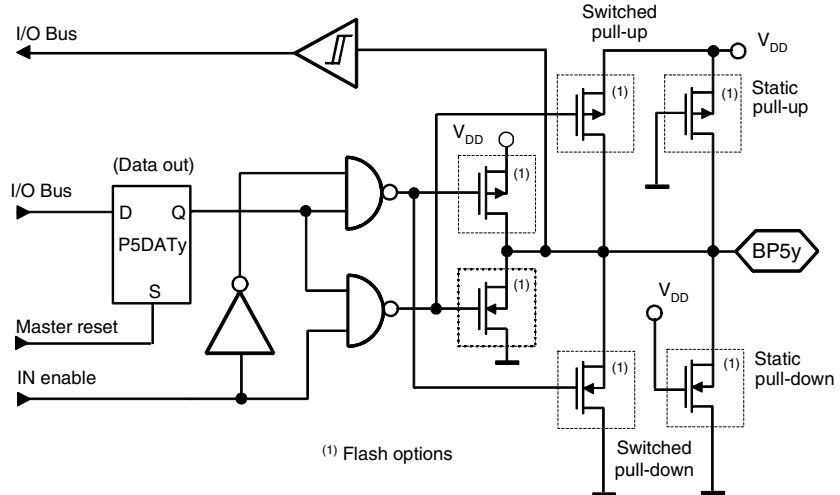 I/O Bus
Switched
pull-up
V_DD
(1)
(1)
Static
pull-up
V_DD
(1)
(Data out)
I/O Bus
D Q
P5DATy
S
BP5y
(1)
V_DD
Master reset
IN enable
(1)
(1)
Static
pull-down
(1) Flash options
Switched
pull-down